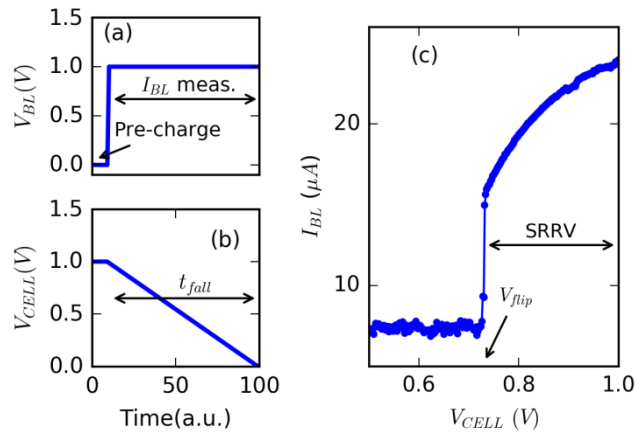 (a)
1.5
1.0
0.5
0.0
V_BL(V)
I_BL meas.
Pre-charge
(b)
1.5
1.0
0.5
0.0
V_CELL(V)
t_fall
0
50
100
Time(a.u.)
(c)
20
10
I_BL (μA)
SRRV
V_flip
0.6
0.8
1.0
V_CELL (V)